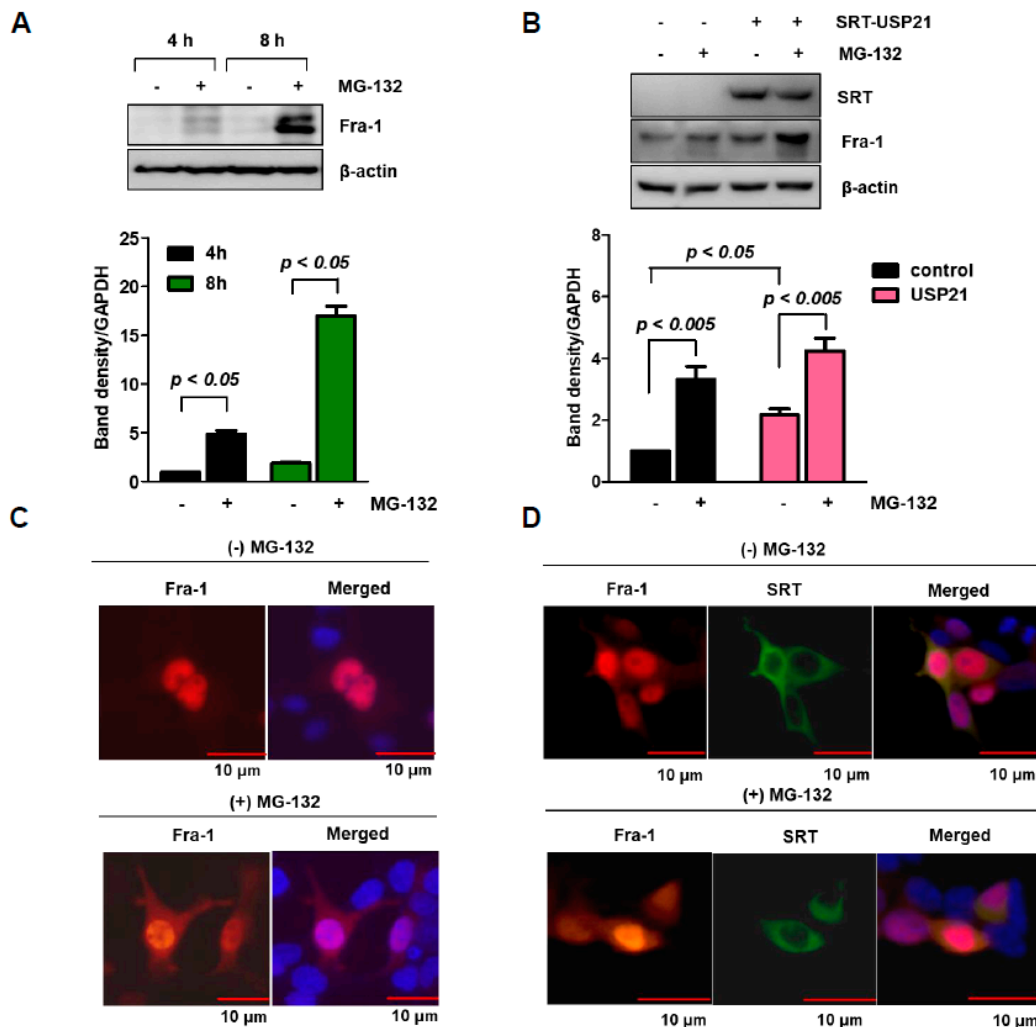 A
4 h 8 h
- + - + MG-132
Fra-1
β-actin
25
20
15
10
5
0
Band density/GAPDH
4h
8h
p < 0.05
p < 0.05
- + - + MG-132
B
- - + + SRT-USP21
- + - + MG-132
SRT
Fra-1
β-actin
8
6
4
2
0
Band density/GAPDH
p < 0.05
p < 0.005
p < 0.005
control
USP21
- + - + MG-132
C
(-) MG-132
Fra-1 Merged
10 μm 10 μm
(+) MG-132
Fra-1 Merged
10 μm 10 μm
D
(-) MG-132
Fra-1 SRT Merged
10 μm 10 μm 10 μm
(+) MG-132
Fra-1 SRT Merged
10 μm 10 μm 10 μm